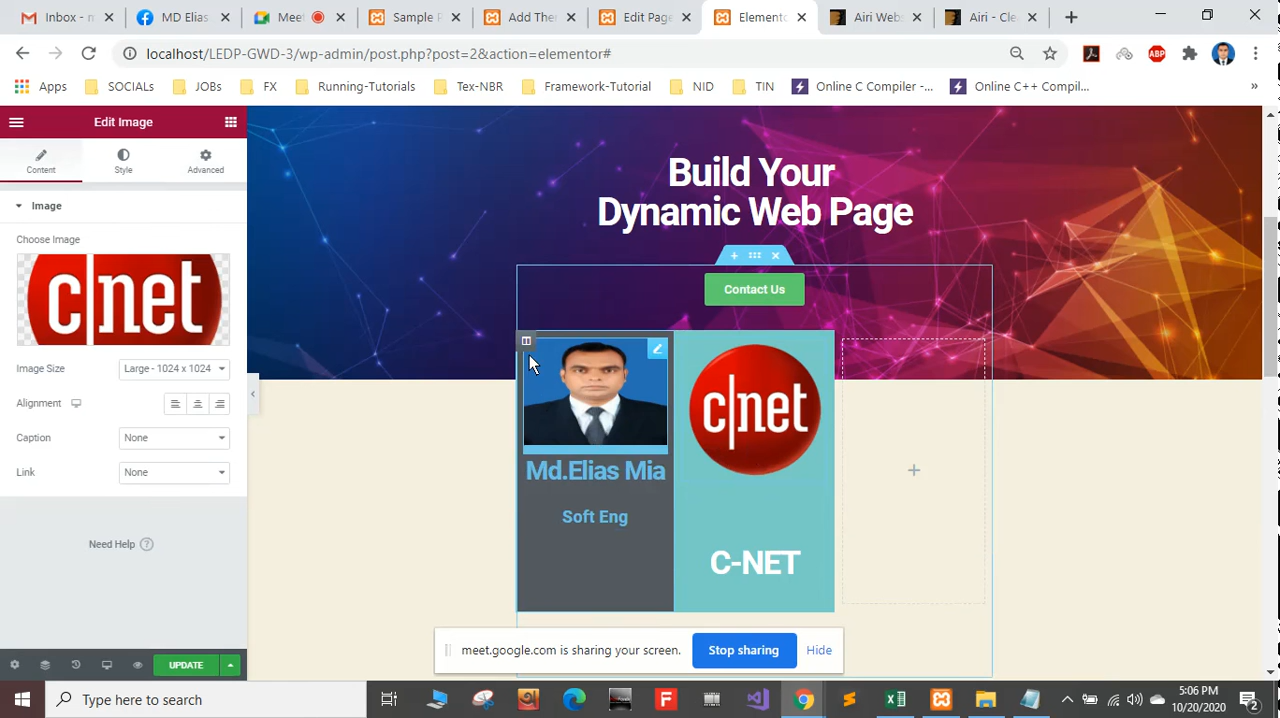 Inbox - n
MD Elias
Meet
Sample F
Add The
Edit Page
Element
Airi Web
Airi - Cle
localhost/LEDP-GWD-3/wp-admin/post.php?post=2&action=elementor#
ABP
Apps
SOCIALs
JOBs
FX
Running-Tutorials
Tex-NBR
Framework-Tutorial
NID
TIN
Online C Compiler -...
Online C++ Compil...
»
Edit Image
Content
Style
Advanced
Image
Choose Image
c|net
Image Size
Large - 1024 x 1024
Alignment
Caption
None
Link
None
Need Help
UPDATE
Build Your
Dynamic Web Page
Contact Us
Md.Elias Mia
Soft Eng
c|net
C-NET
meet.google.com is sharing your screen.
Stop sharing
Hide
Type here to search
5:06 PM
10/20/2020
2